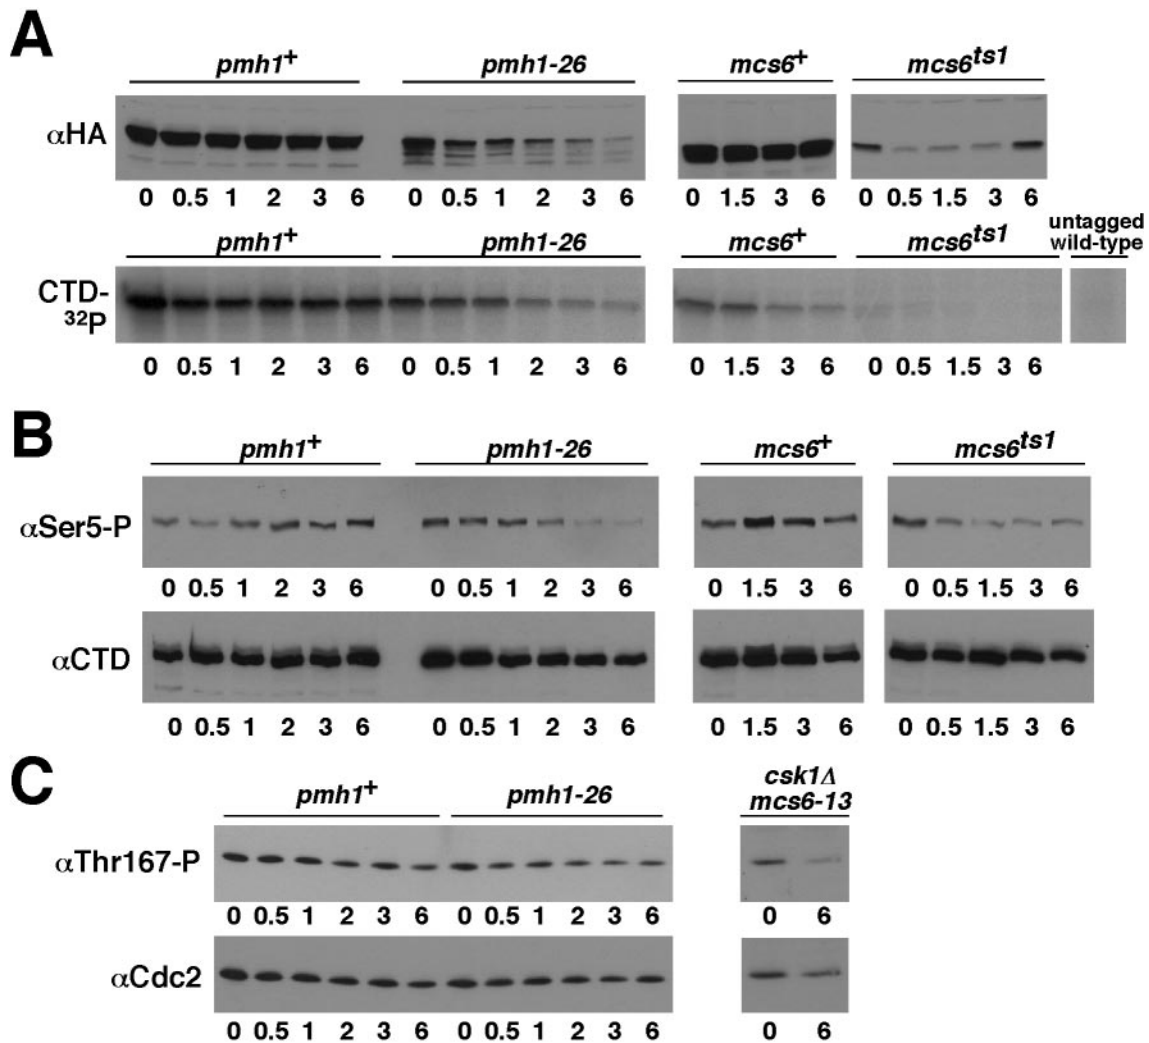 A
pmh1+ pmh1-26 mcs6+ mcs6ts1
αHA
0 0.5 1 2 3 6 0 0.5 1 2 3 6 0 1.5 3 6 0 0.5 1.5 3 6
pmh1+ pmh1-26 mcs6+ mcs6ts1 untagged
wild-type
CTD-
32P
0 0.5 1 2 3 6 0 0.5 1 2 3 6 0 1.5 3 6 0 0.5 1.5 3 6
B
pmh1+ pmh1-26 mcs6+ mcs6ts1
αSer5-P
0 0.5 1 2 3 6 0 0.5 1 2 3 6 0 1.5 3 6 0 0.5 1.5 3 6
αCTD
0 0.5 1 2 3 6 0 0.5 1 2 3 6 0 1.5 3 6 0 0.5 1.5 3 6
C
pmh1+ pmh1-26 csk1Δ
mcs6-13
αThr167-P
0 0.5 1 2 3 6 0 0.5 1 2 3 6 0 6
αCdc2
0 0.5 1 2 3 6 0 0.5 1 2 3 6 0 6